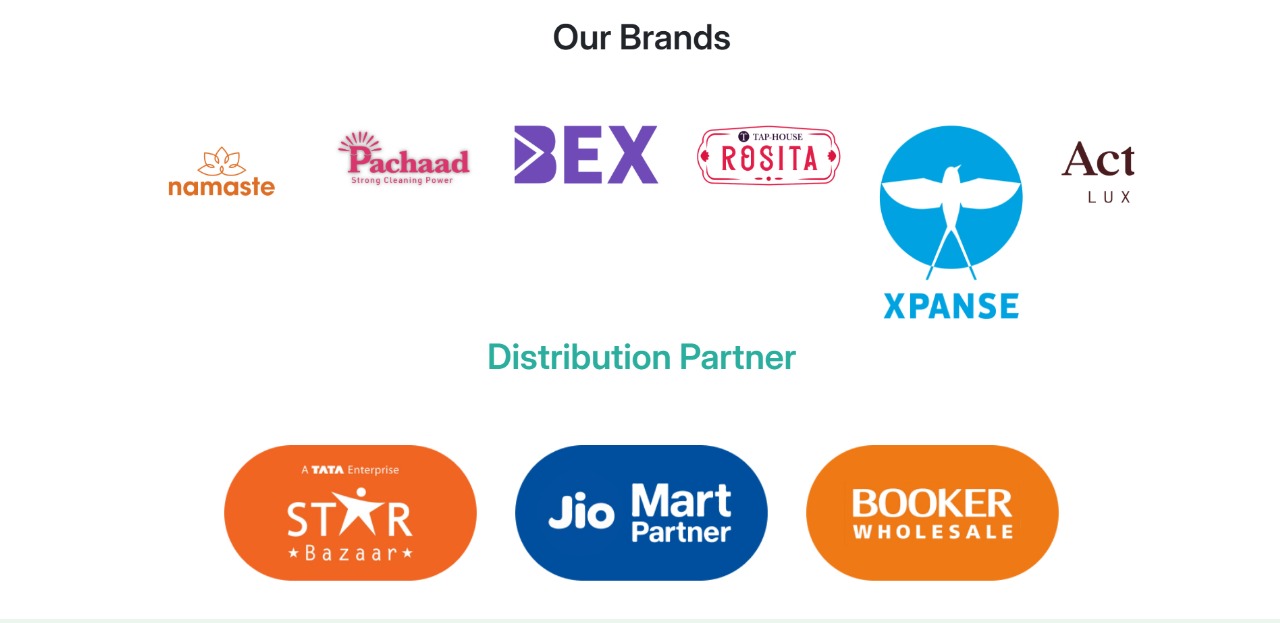 Our Brands
namaste
Pachaad
Strong Cleaning Power
BEX
T TAP-HOUSE
ROSITA
XPANSE
Act
LUX
Distribution Partner
A TATA Enterprise
STAR
Bazaar
Jio Mart
Partner
BOOKER
WHOLESALE